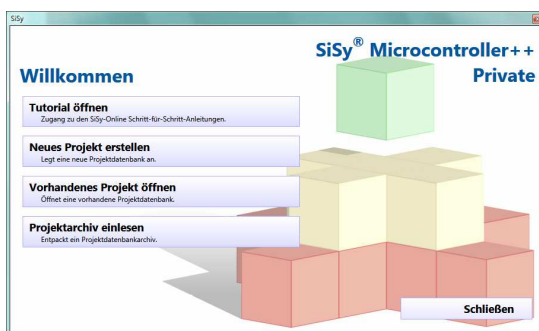 SiSy
SiSy® Microcontroller++
Private
Willkommen
Tutorial öffnen
Zugang zu den SiSy-Online Schritt-für-Schritt-Anleitungen.
Neues Projekt erstellen
Legt eine neue Projektdatenbank an.
Vorhandenes Projekt öffnen
Öffnet eine vorhandene Projektdatenbank.
Projektarchiv einlesen
Entpackt ein Projektdatenbankarchiv.
Schließen